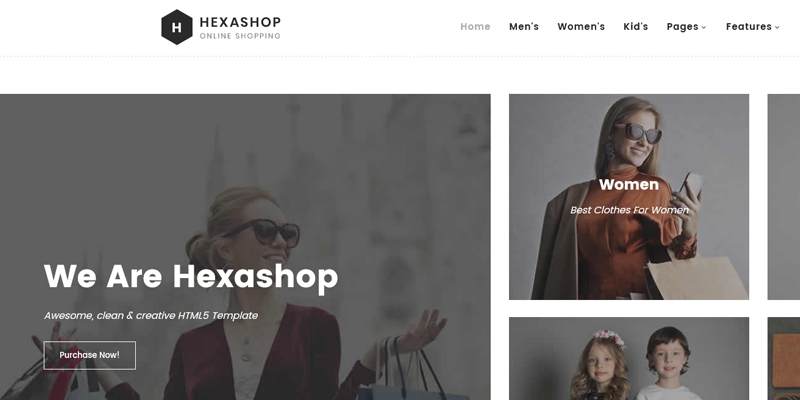 H
HEXASHOP
ONLINE SHOPPING
Home Men's Women's Kid's Pages Features
We Are Hexashop
Awesome, clean & creative HTML5 Template
Purchase Now!
Women
Best Clothes For Women